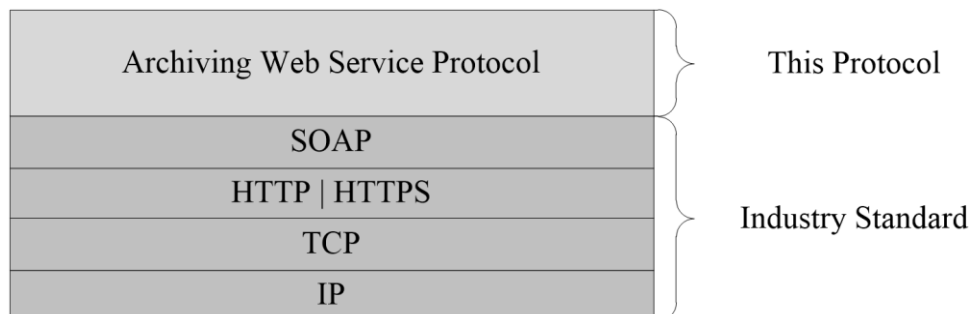 Archiving Web Service Protocol
This Protocol
SOAP
HTTP | HTTPS
Industry Standard
TCP
IP